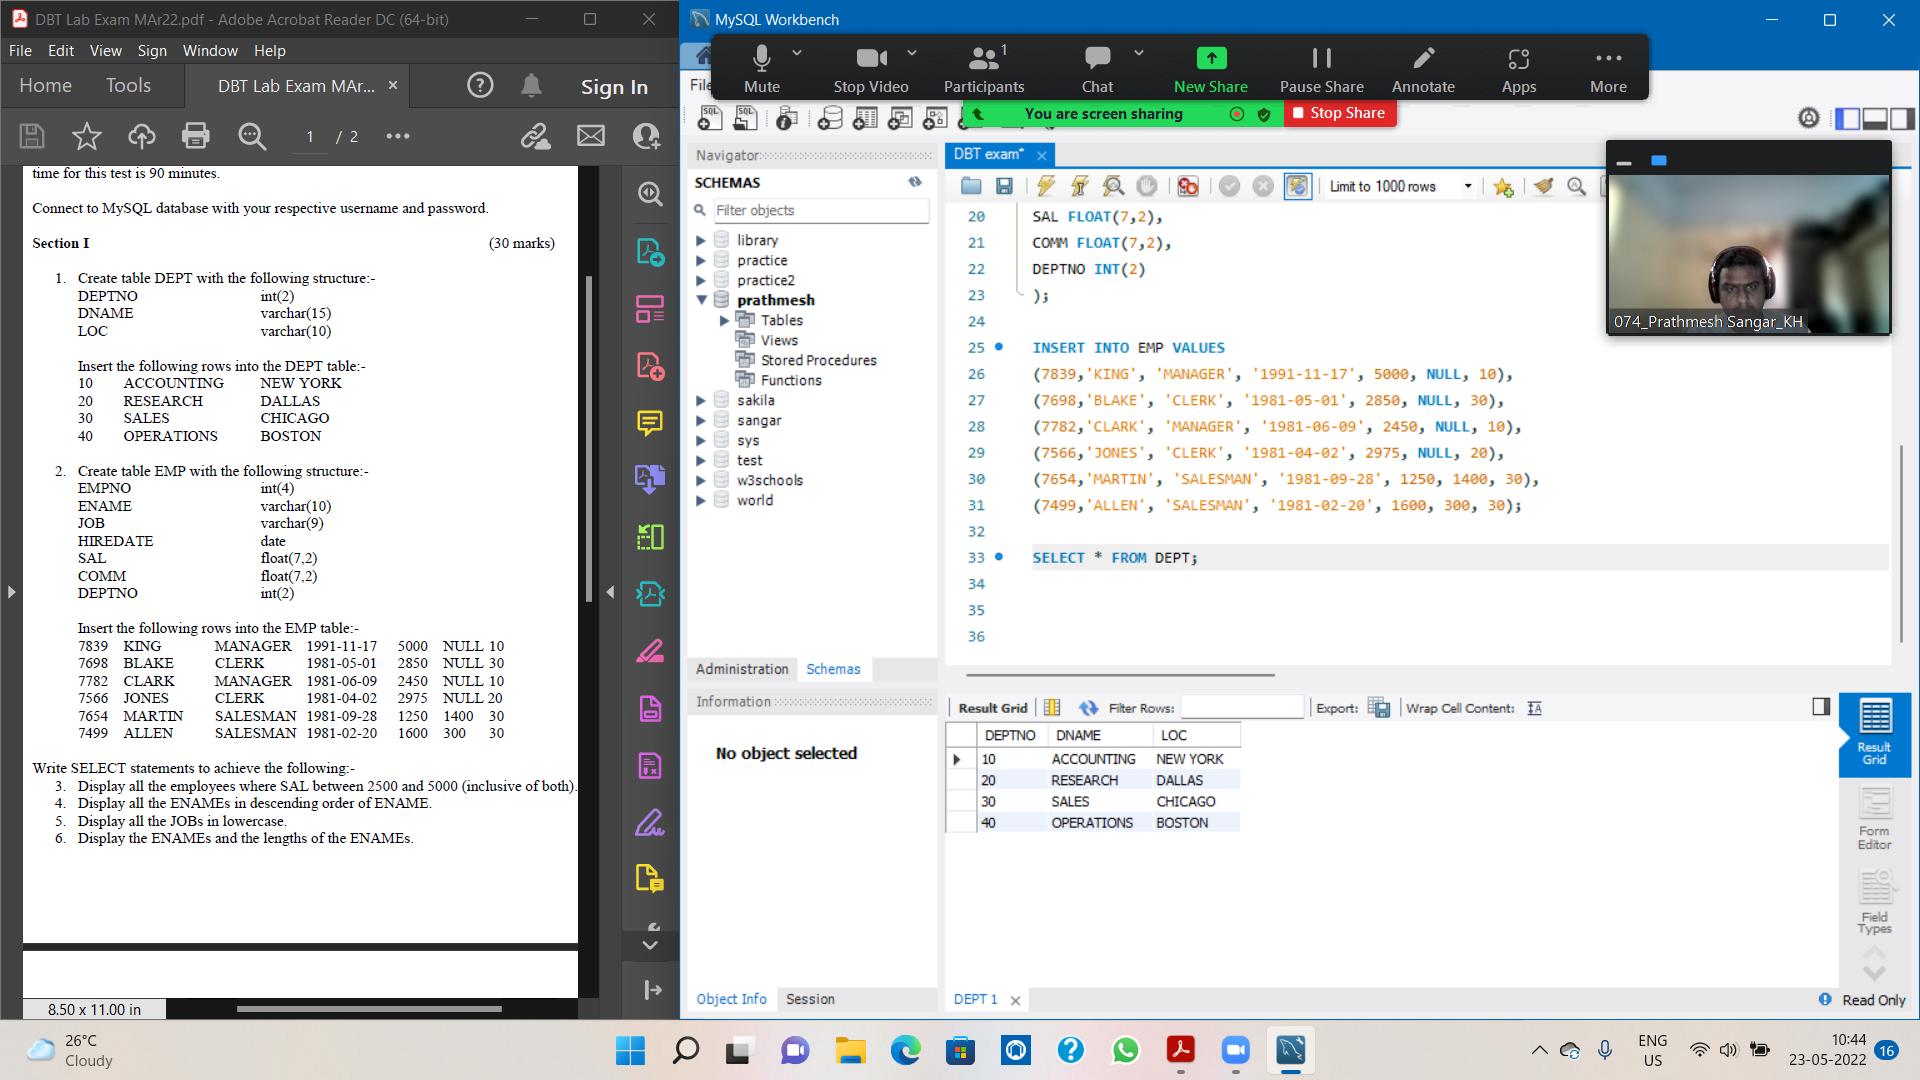 DBT Lab Exam MAr22.pdf - Adobe Acrobat Reader DC (64-bit)
File Edit View Sign Window Help
Home Tools DBT Lab Exam MAr... × Sign In
1 / 2
time for this test is 90 minutes.
Connect to MySQL database with your respective username and password.
Section I (30 marks)
1. Create table DEPT with the following structure:-
DEPTNO int(2)
DNAME varchar(15)
LOC varchar(10)
Insert the following rows into the DEPT table:-
10 ACCOUNTING NEW YORK
20 RESEARCH DALLAS
30 SALES CHICAGO
40 OPERATIONS BOSTON
2. Create table EMP with the following structure:-
EMPNO int(4)
ENAME varchar(10)
JOB varchar(9)
HIREDATE date
SAL float(7,2)
COMM float(7,2)
DEPTNO int(2)
Insert the following rows into the EMP table:-
7839 KING MANAGER 1991-11-17 5000 NULL 10
7698 BLAKE CLERK 1981-05-01 2850 NULL 30
7782 CLARK MANAGER 1981-06-09 2450 NULL 10
7566 JONES CLERK 1981-04-02 2975 NULL 20
7654 MARTIN SALESMAN 1981-09-28 1250 1400 30
7499 ALLEN SALESMAN 1981-02-20 1600 300 30
Write SELECT statements to achieve the following:-
3. Display all the employees where SAL between 2500 and 5000 (inclusive of both).
4. Display all the ENAMEs in descending order of ENAME.
5. Display all the JOBs in lowercase.
6. Display the ENAMEs and the lengths of the ENAMEs.
8.50 x 11.00 in
MySQL Workbench
Mute Stop Video Participants 1 Chat New Share Pause Share Annotate Apps More
You are screen sharing Stop Share
Navigator
SCHEMAS
Filter objects
library
practice
practice2
prathmesh
Tables
Views
Stored Procedures
Functions
sakila
sangar
sys
test
w3schools
world
Administration Schemas
Information
No object selected
Object Info Session
DBT exam*
Limit to 1000 rows
20 SAL FLOAT(7,2),
21 COMM FLOAT(7,2),
22 DEPTNO INT(2)
23 );
24
25 INSERT INTO EMP VALUES
26 (7839,'KING', 'MANAGER', '1991-11-17', 5000, NULL, 10),
27 (7698,'BLAKE', 'CLERK', '1981-05-01', 2850, NULL, 30),
28 (7782,'CLARK', 'MANAGER', '1981-06-09', 2450, NULL, 10),
29 (7566,'JONES', 'CLERK', '1981-04-02', 2975, NULL, 20),
30 (7654,'MARTIN', 'SALESMAN', '1981-09-28', 1250, 1400, 30),
31 (7499,'ALLEN', 'SALESMAN', '1981-02-20', 1600, 300, 30);
32
33 SELECT * FROM DEPT;
34
35
36
074_Prathmesh Sangar_KH
Result Grid Filter Rows: Export: Wrap Cell Content:
DEPTNO DNAME LOC
10 ACCOUNTING NEW YORK
20 RESEARCH DALLAS
30 SALES CHICAGO
40 OPERATIONS BOSTON
Result Grid
Form Editor
Field Types
DEPT 1
Read Only
26°C
Cloudy
ENG
US
10:44
23-05-2022
16